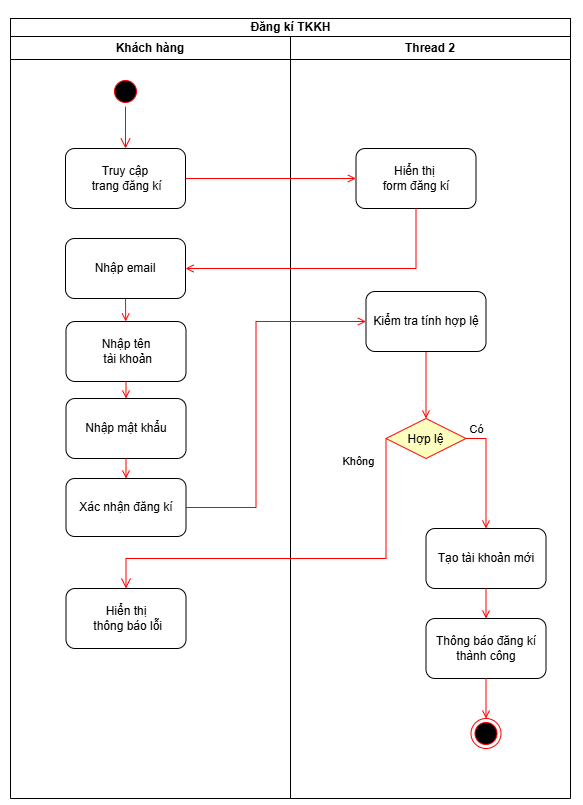 Đăng kí TKKH
Khách hàng
Thread 2
Truy cập
trang đăng kí
Hiển thị
form đăng kí
Nhập email
Nhập tên
tải khoản
Kiểm tra tính hợp lệ
Nhập mật khẩu
Hợp lệ
Có
Không
Xác nhận đăng kí
Tạo tải khoản mới
Hiển thị
thông báo lỗi
Thông báo đăng kí
thành công